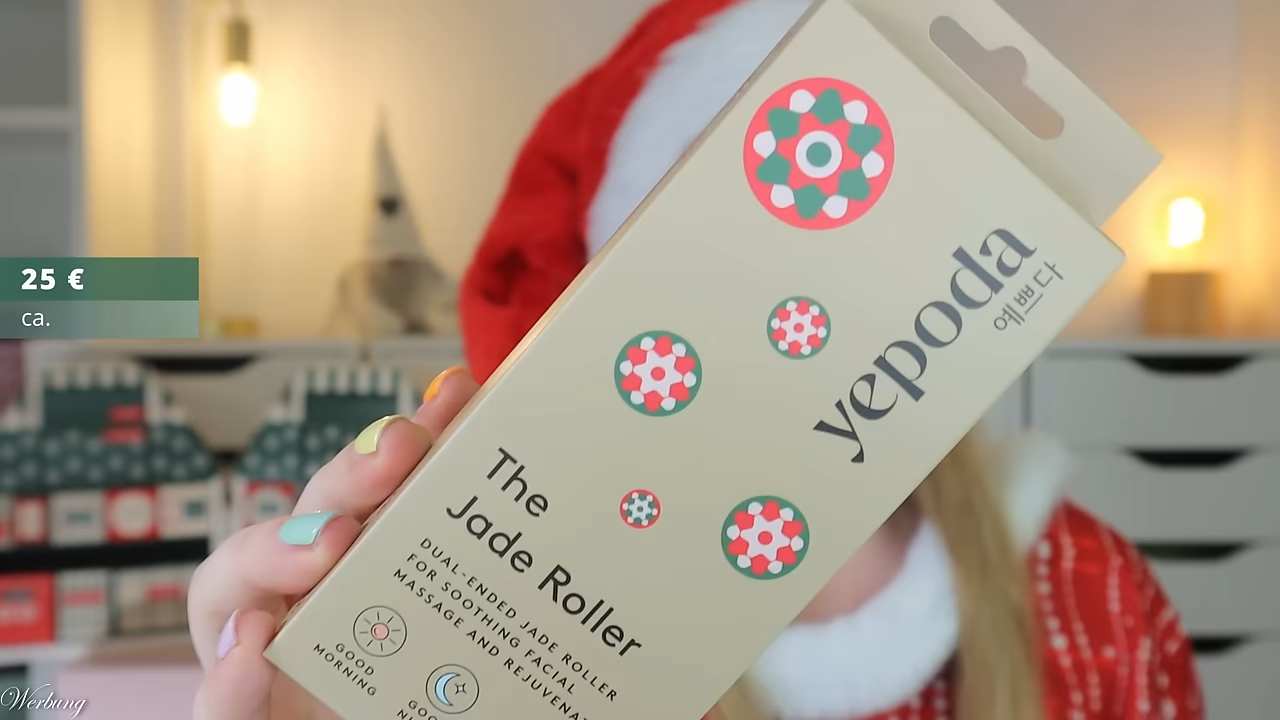 25 €
ca.
yepoda
예쁘다
The
Jade Roller
DUAL-ENDED JADE ROLLER
FOR SOOTHING FACIAL
MASSAGE AND
GOOD
MORNING
Werbung